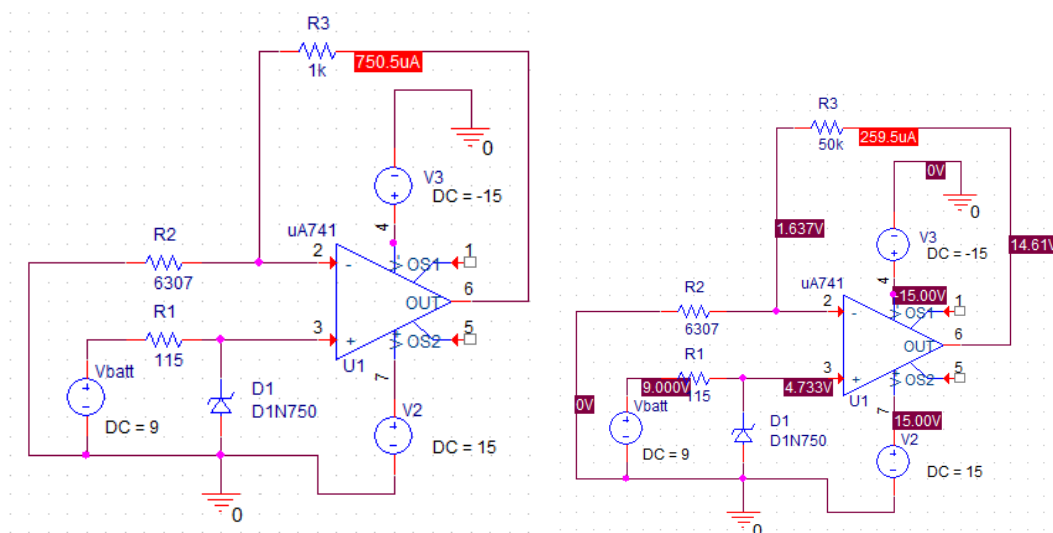 R3
1k
750.5uA
0
V3
DC = -15
uA741
4
R2
6307
2
-
V-
OS1
1
6
OUT
R1
115
3
+
V+
OS2
5
U1
7
Vbatt
DC = 9
D1
D1N750
V2
DC = 15
0
R3
50k
259.5uA
0V
0
1.637V
V3
DC = -15
14.61V
uA741
4
-15.00V
R2
6307
2
-
V-
OS1
1
6
OUT
R1
115
9.000V
4.733V
3
+
V+
OS2
5
U1
7
0V
Vbatt
DC = 9
D1
D1N750
15.00V
V2
DC = 15
0